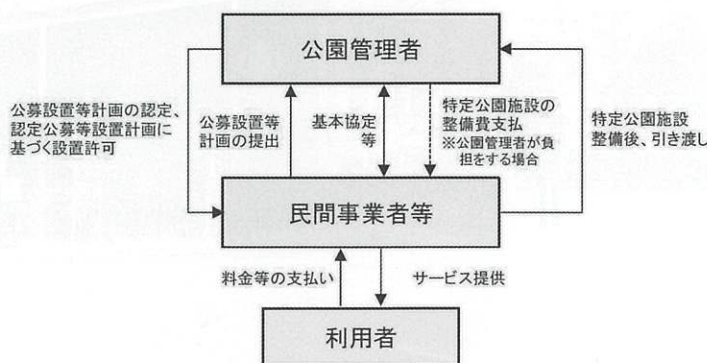 公園管理者
公募設置等計画の認定、
認定公募等設置計画に
基づく設置許可
公募設置等
計画の提出
基本協定
等
特定公園施設の
整備費支払
※公園管理者が負
担をする場合
特定公園施設
整備後、引き渡し
民間事業者等
料金等の支払い
サービス提供
利用者